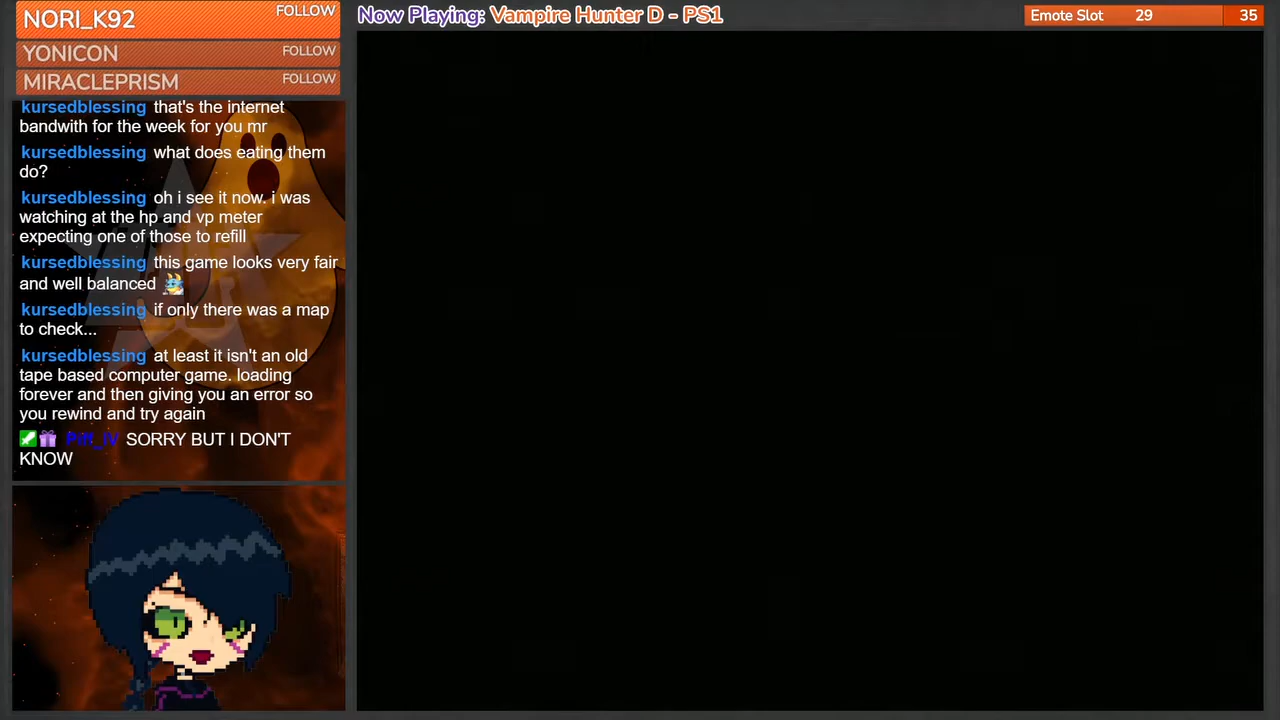 NORI_K92 FOLLOW
YONICON FOLLOW
MIRACLEPRISM FOLLOW
Now Playing: Vampire Hunter D - PS1
Emote Slot 29 35
kursedblessing that's the internet
bandwith for the week for you mr
kursedblessing what does eating them
do?
kursedblessing oh i see it now. i was
watching at the hp and vp meter
expecting one of those to refill
kursedblessing this game looks very fair
and well balanced
kursedblessing if only there was a map
to check...
kursedblessing at least it isn't an old
tape based computer game. loading
forever and then giving you an error so
you rewind and try again
Piff_IV SORRY BUT I DON'T
KNOW